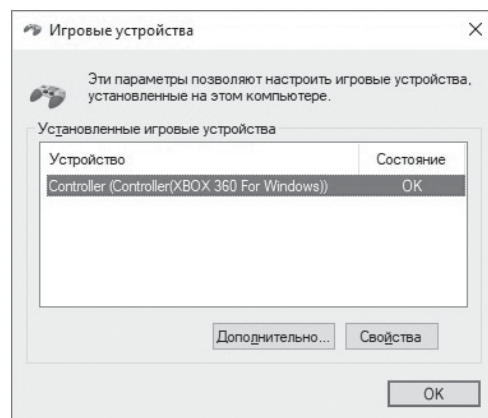 Игровые устройства
Эти параметры позволяют настроить игровые устройства,
установленные на этом компьютере.
Установленные игровые устройства
Устройство Состояние
Controller (Controller(XBOX 360 For Windows)) OK
Дополнительно... Свойства
OK